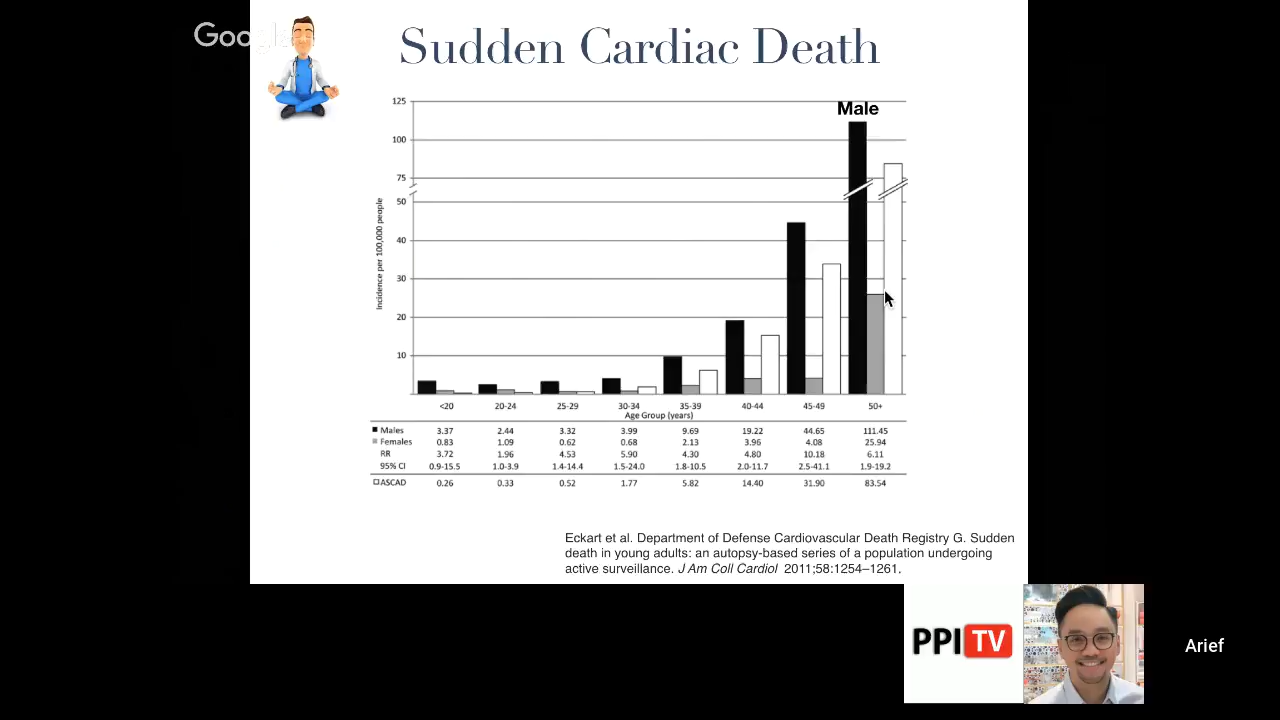 Google
Sudden Cardiac Death
Male
125
100
75
50
40
30
20
10
Incidence per 100,000 people
<20 20-24 25-29 30-34 35-39 40-44 45-49 50+
Age Group (years)
Males 3.37 2.44 3.32 3.99 9.69 19.22 44.65 111.45
Females 0.83 1.09 0.62 0.68 2.13 3.96 4.08 25.94
RR 3.72 1.96 4.53 5.90 4.30 4.80 10.18 6.11
95% CI 0.9-15.5 1.0-3.9 1.4-14.4 1.5-24.0 1.8-10.5 2.0-11.7 2.5-41.1 1.9-19.2
ASCAD 0.26 0.33 0.52 1.77 5.82 14.40 31.90 83.54
Eckart et al. Department of Defense Cardiovascular Death Registry G. Sudden
death in young adults: an autopsy-based series of a population undergoing
active surveillance. J Am Coll Cardiol 2011;58:1254–1261.
PPI TV
Arief